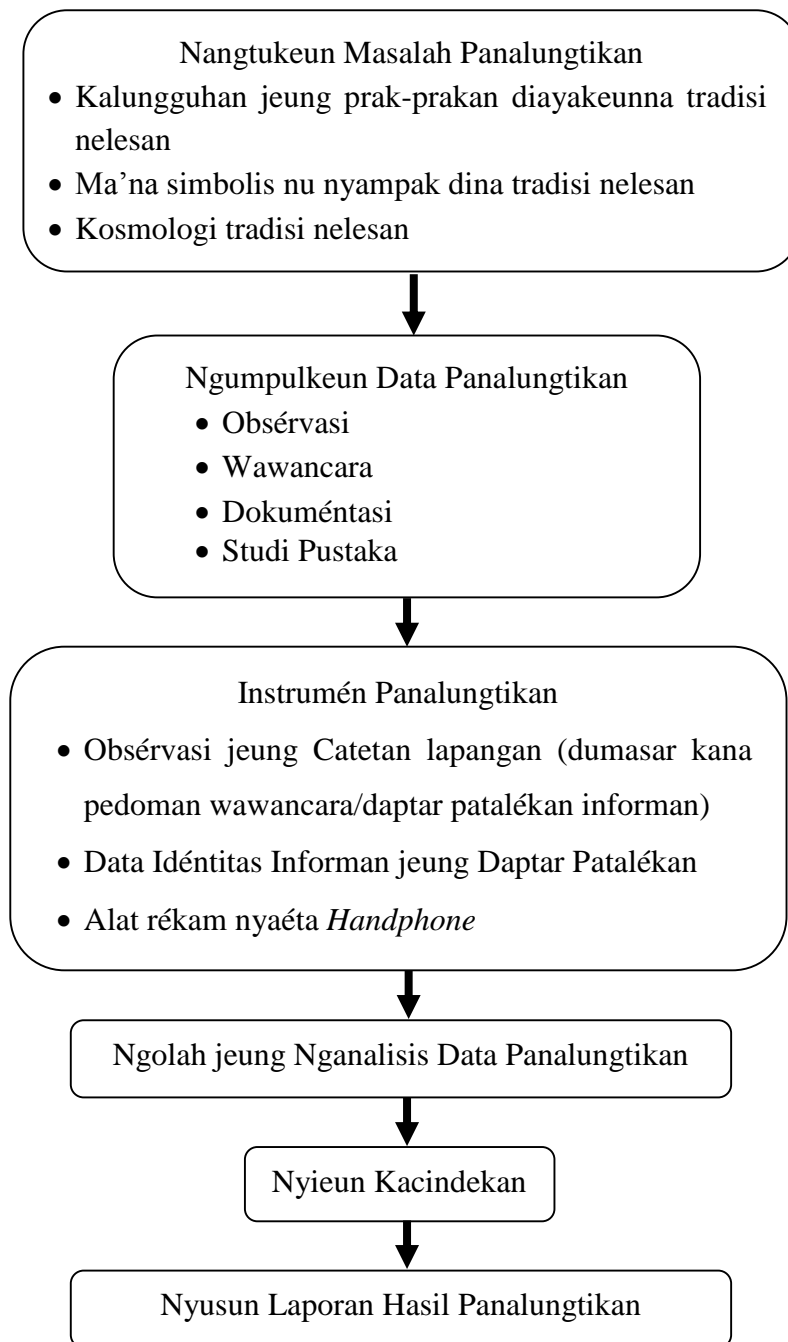 Nangtukeun Masalah Panalungtikan
• Kalungguhan jeung prak-prakan diayakeunna tradisi
nelesan
• Ma’na simbolis nu nyampak dina tradisi nelesan
• Kosmologi tradisi nelesan
Ngumpulkeun Data Panalungtikan
• Obsérvasi
• Wawancara
• Dokuméntasi
• Studi Pustaka
Instrumén Panalungtikan
• Obsérvasi jeung Catetan lapangan (dumasar kana
pedoman wawancara/daptar patalékan informan)
• Data Idéntitas Informan jeung Daptar Patalékan
• Alat rékam nyaéta Handphone
Ngolah jeung Nganalisis Data Panalungtikan
Nyieun Kacindekan
Nyusun Laporan Hasil Panalungtikan